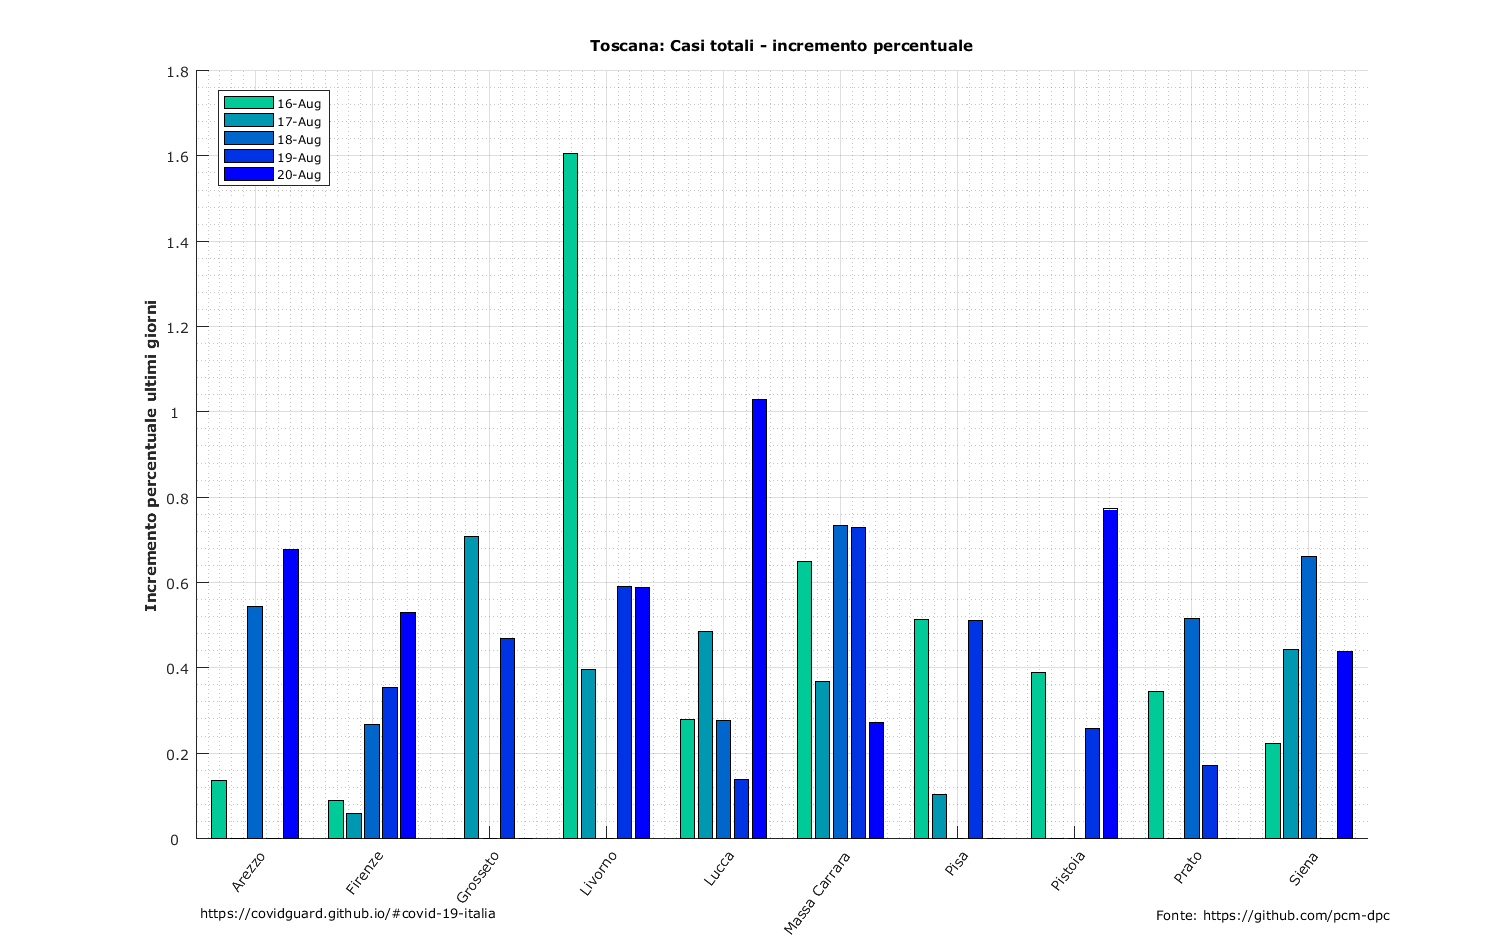 Toscana: Casi totali - incremento percentuale
Incremento percentuale ultimi giorni
1.8
1.6
1.4
1.2
1
0.8
0.6
0.4
0.2
0
16-Aug
17-Aug
18-Aug
19-Aug
20-Aug
Arezzo
Firenze
Grosseto
Livorno
Lucca
Massa Carrara
Pisa
Pistoia
Prato
Siena
https://covidguard.github.io/#covid-19-italia
Fonte: https://github.com/pcm-dpc